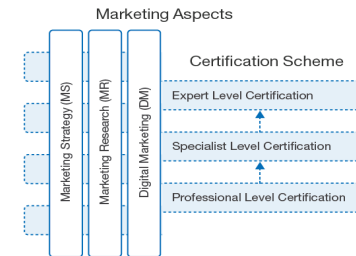 Marketing Aspects
Marketing Strategy (MS)
Marketing Research (MR)
Digital Marketing (DM)
Certification Scheme
Expert Level Certification
Specialist Level Certification
Professional Level Certification